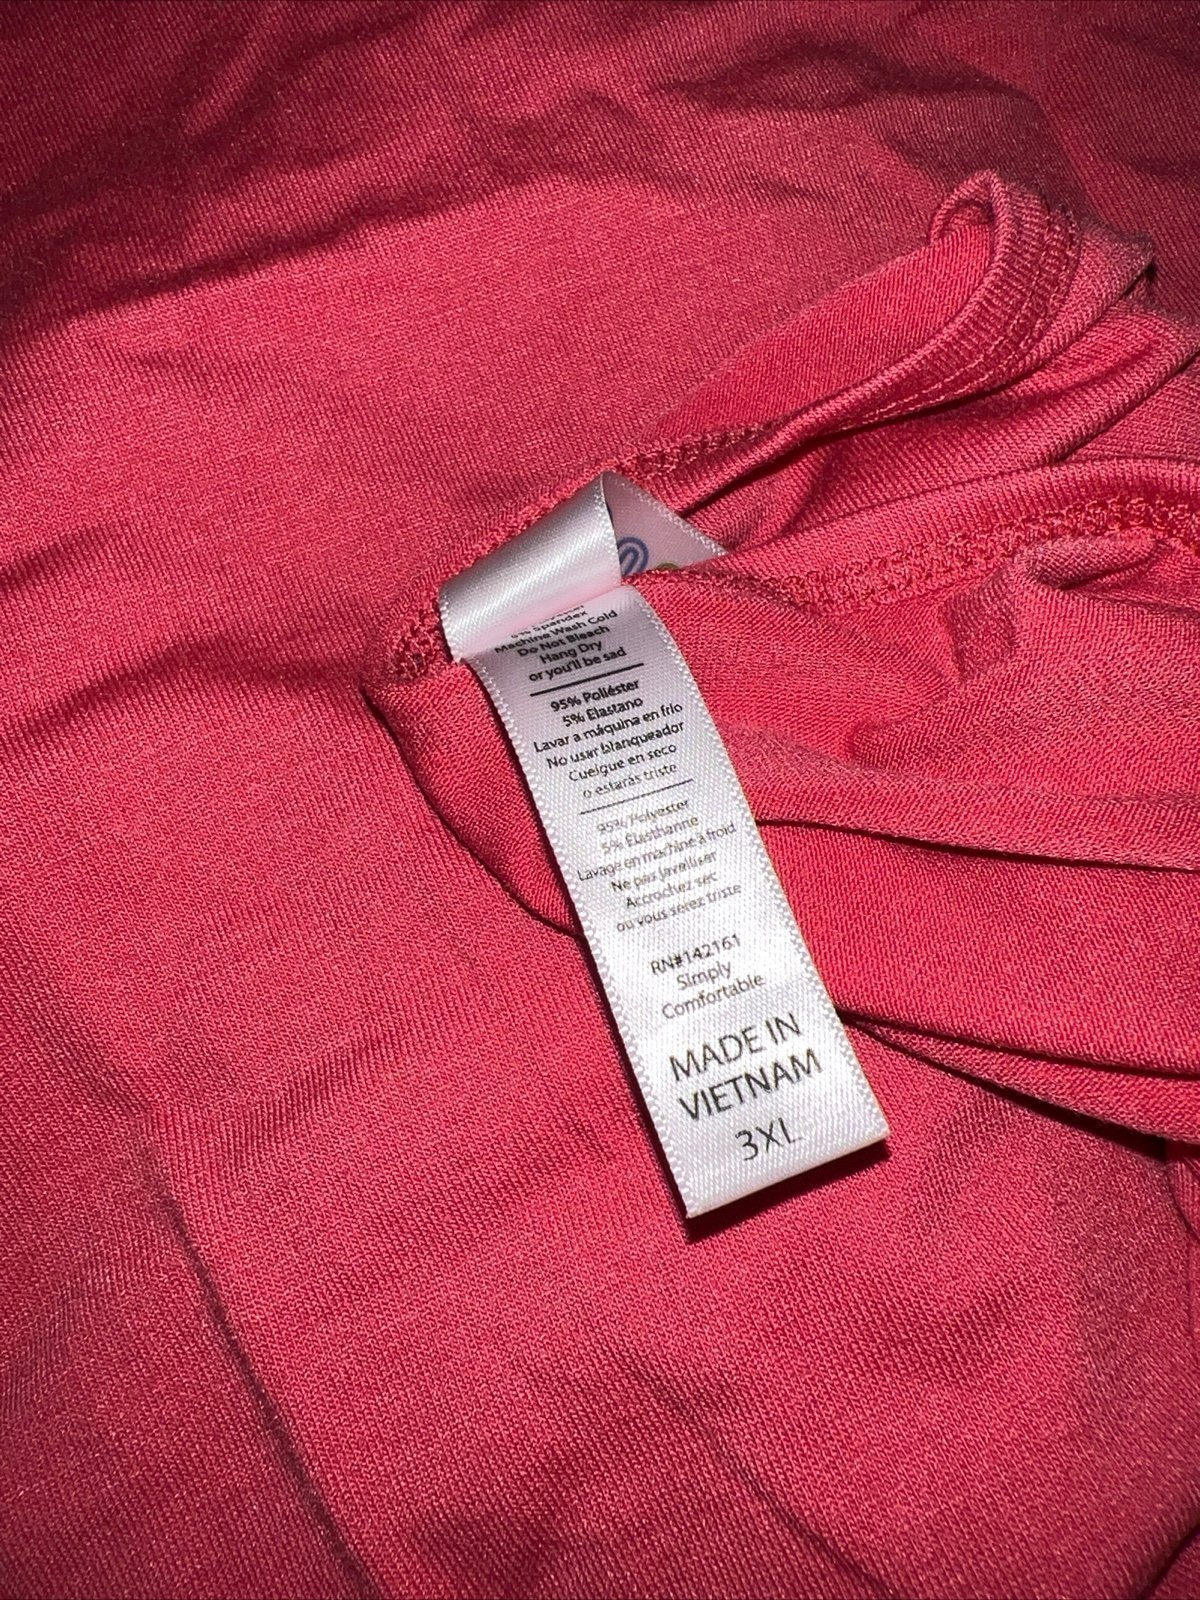 5% Spandex
Machine Wash Cold
Do Not Bleach
Hang Dry
or you'll be sad
95% Poliéster
5% Elastano
Lavar a máquina en frío
No usar blanqueador
Cuelgue en seco
o estarás triste
95% Polyester
5% Élasthanne
Lavage en machine à froid
Ne pas javelliser
Accrochez sec
ou vous serez triste
RN#142161
Simply
Comfortable
MADE IN
VIETNAM
3XL